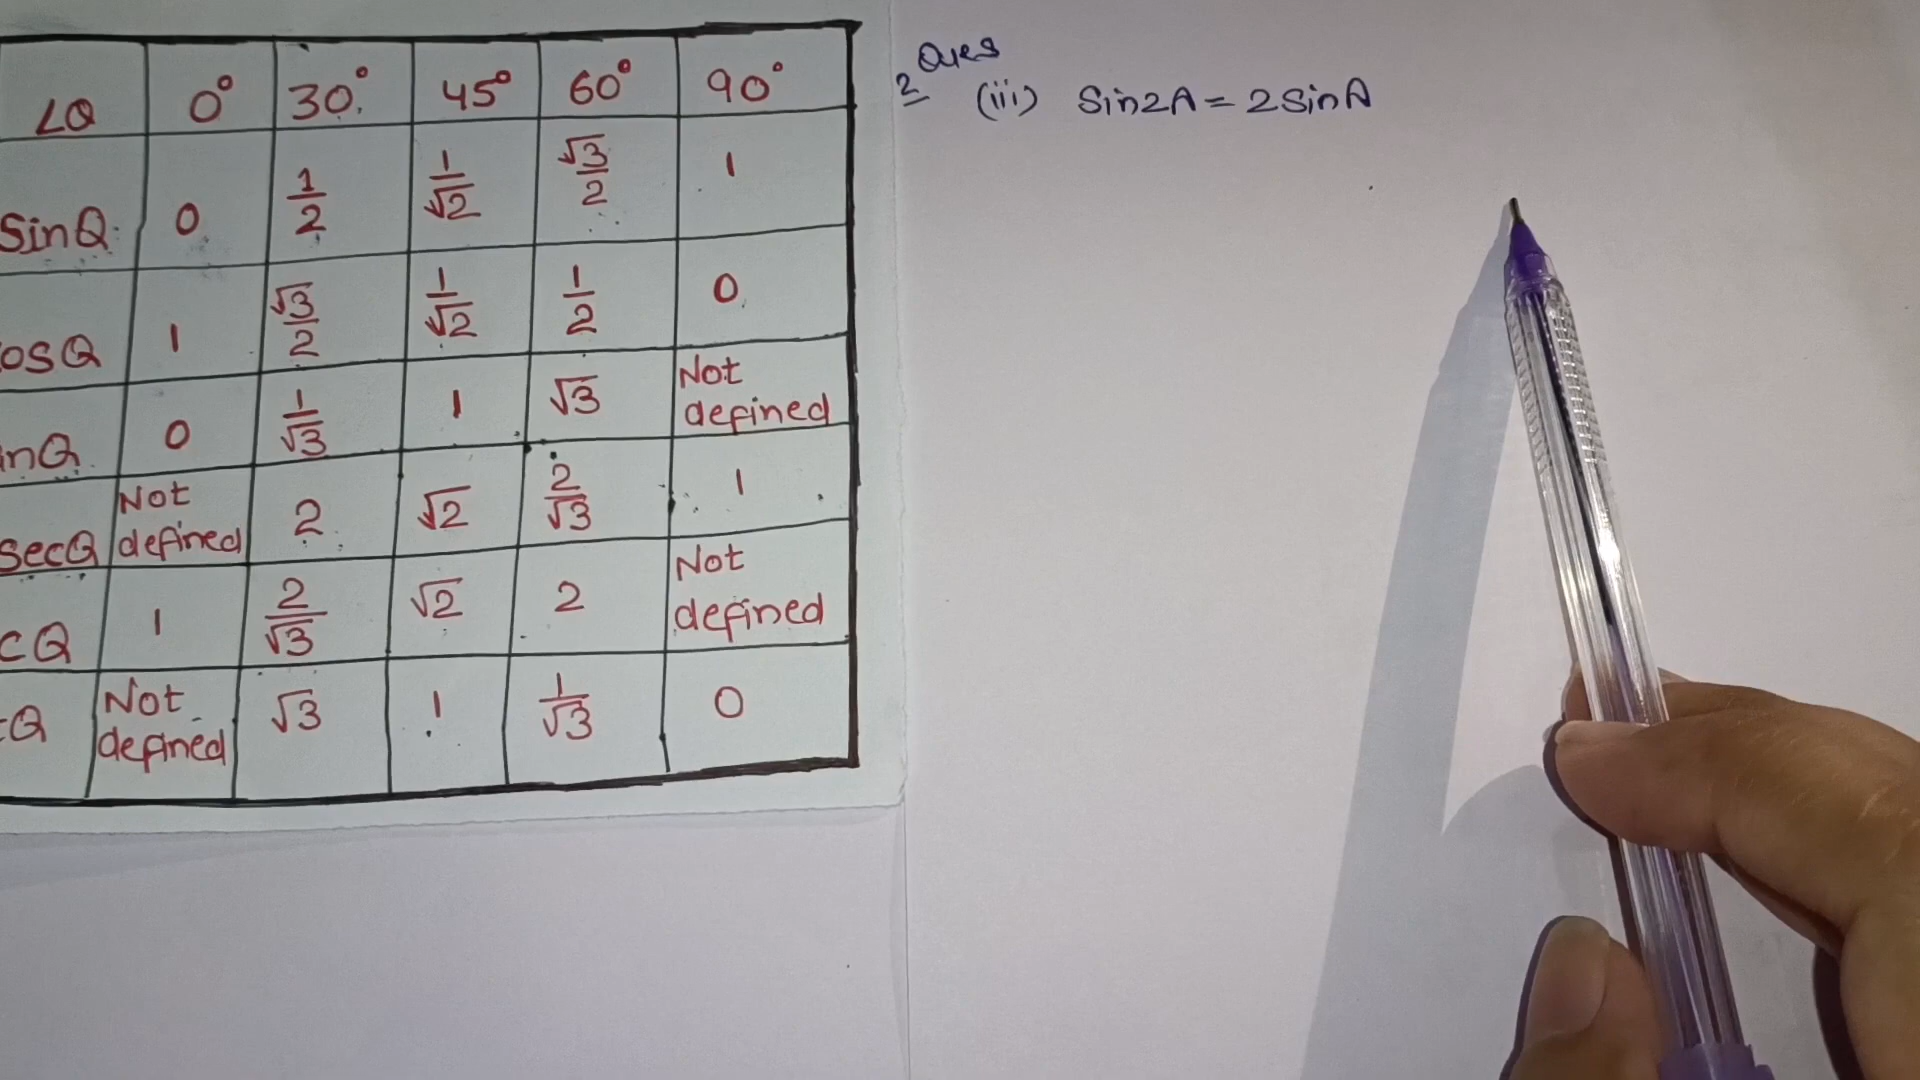 ∠Q 0° 30° 45° 60° 90°
SinQ 0 1/2 1/√2 √3/2 1
osQ 1 √3/2 1/√2 1/2 0
nQ 0 1/√3 1 √3 Not defined
secQ Not defined 2 √2 2/√3 1
cQ 1 2/√3 √2 2 Not defined
tQ Not defined √3 1 1/√3 0
Ques
2 (iii) Sin2A = 2SinA